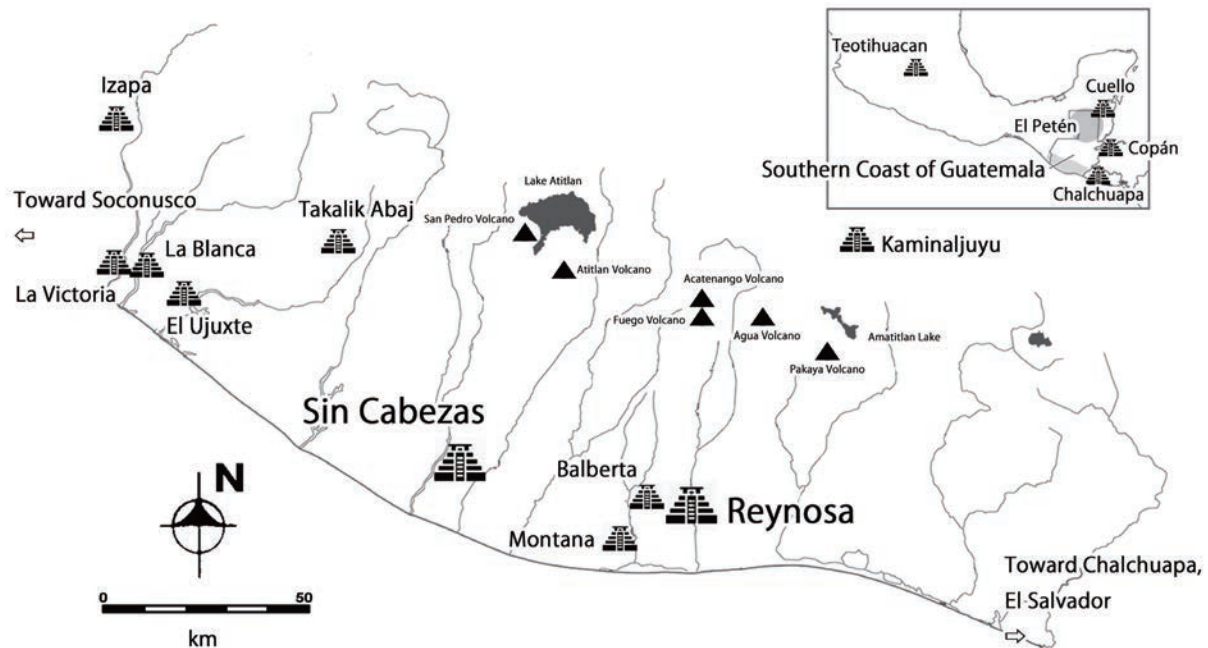 Teotihuacan
Cuello
El Petén
Copán
Southern Coast of Guatemala
Chalchuapa
Izapa
Toward Soconusco
Takalik Abaj
Lake Atitlan
San Pedro Volcano
La Blanca
Kaminaljuyu
Atitlan Volcano
La Victoria
Acatenango Volcano
El Ujuxte
Fuego Volcano
Agua Volcano
Amatitlan Lake
Pakaya Volcano
Sin Cabezas
Balberta
N
Reynosa
Montana
Toward Chalchuapa,
El Salvador
0 50
km